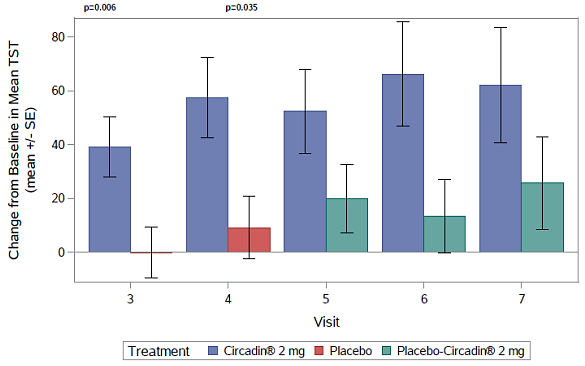 p=0.006 p=0.035
80
60
40
20
0
Change from Baseline in Mean TST
(mean +/- SE)
3 4 5 6 7
Visit
Treatment Circadin® 2 mg Placebo Placebo-Circadin® 2 mg